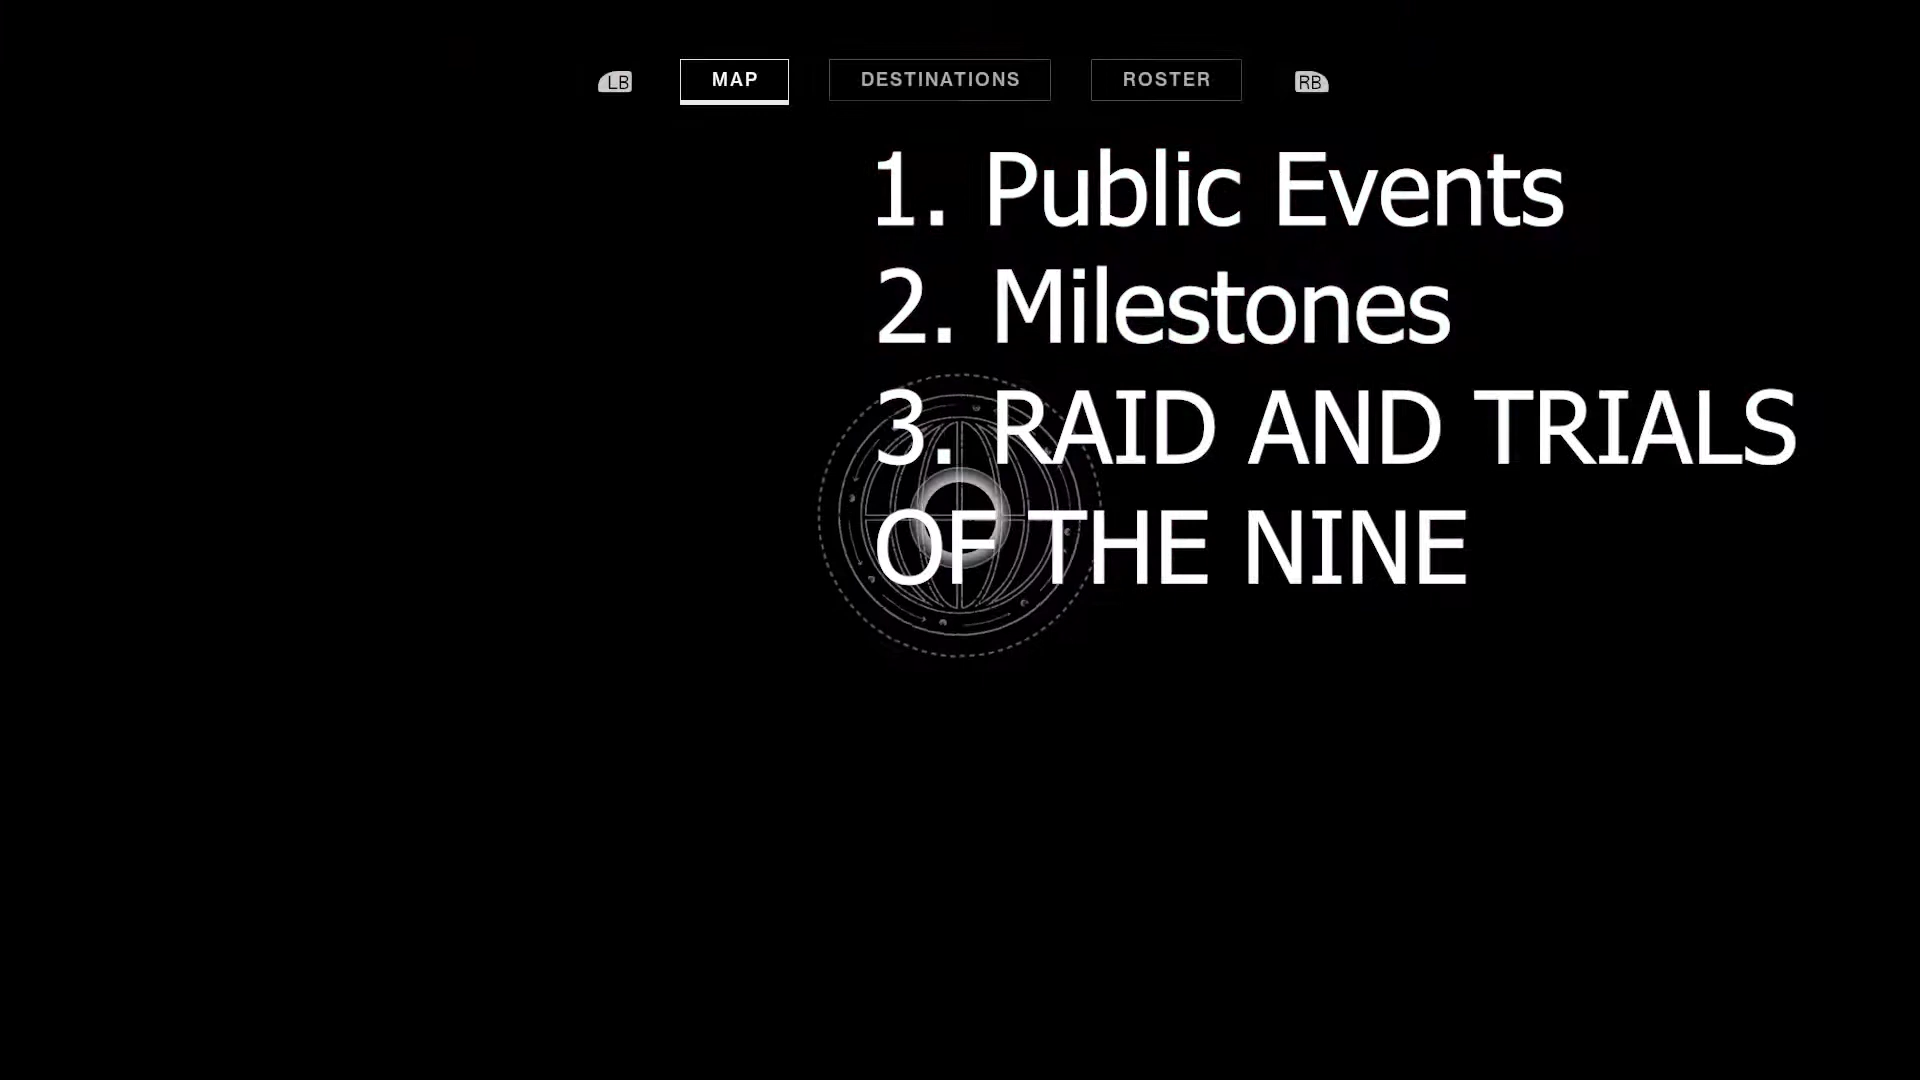 LB MAP DESTINATIONS ROSTER RB
1. Public Events
2. Milestones
3. RAID AND TRIALS
OF THE NINE